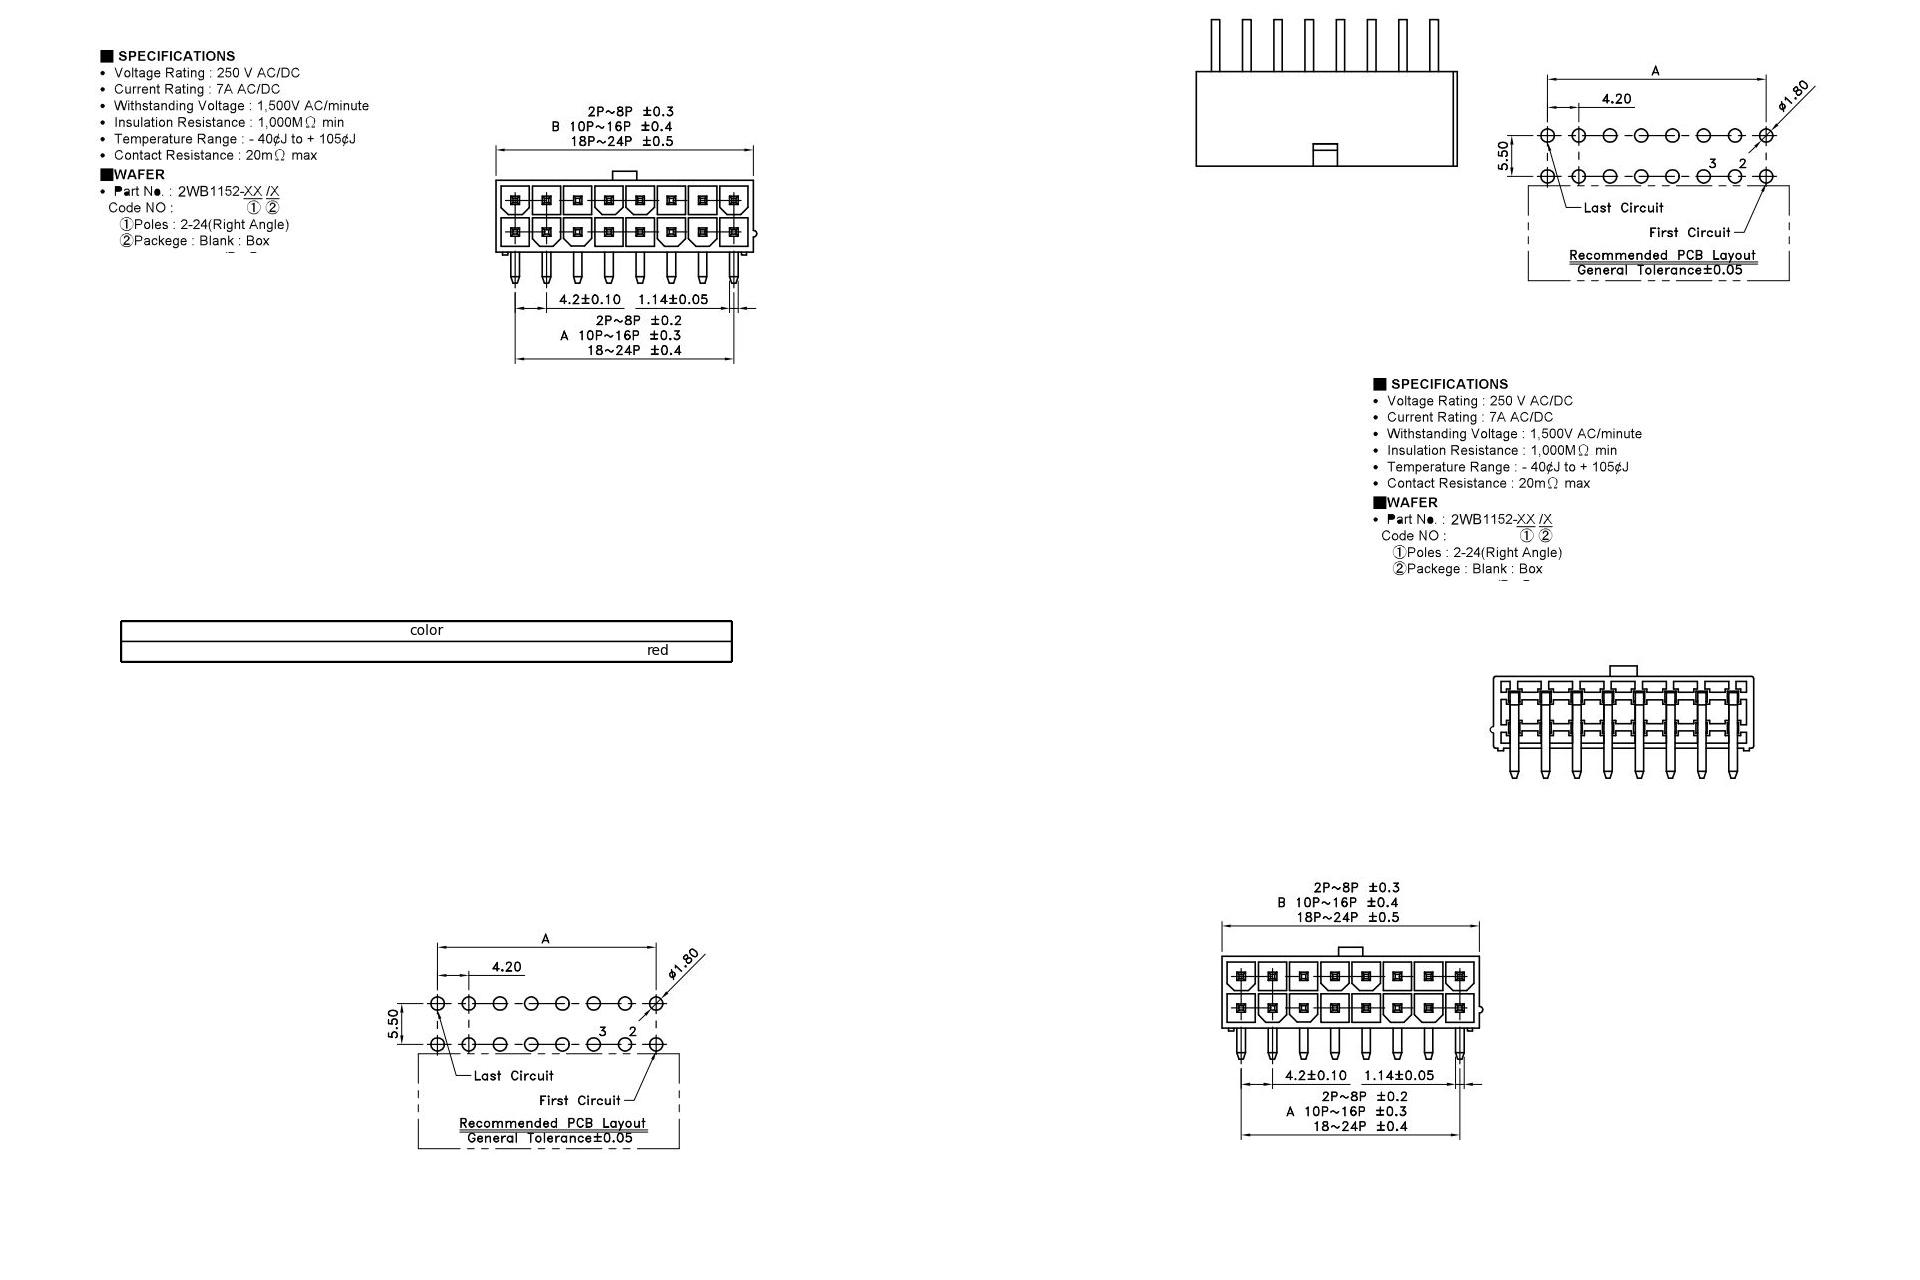 ■ SPECIFICATIONS
• Voltage Rating : 250 V AC/DC
• Current Rating : 7A AC/DC
• Withstanding Voltage : 1,500V AC/minute
• Insulation Resistance : 1,000MΩ min
• Temperature Range : - 40¢J to + 105¢J
• Contact Resistance : 20mΩ max
■WAFER
• Part No. : 2WB1152-XX /X
Code NO : ① ②
①Poles : 2-24(Right Angle)
②Packege : Blank : Box
2P~8P ±0.3
B 10P~16P ±0.4
18P~24P ±0.5
4.2±0.10 1.14±0.05
2P~8P ±0.2
A 10P~16P ±0.3
18~24P ±0.4
A
4.20
ø1.80
5.50
3 2
Last Circuit
First Circuit
Recommended PCB Layout
General Tolerance±0.05
■ SPECIFICATIONS
• Voltage Rating : 250 V AC/DC
• Current Rating : 7A AC/DC
• Withstanding Voltage : 1,500V AC/minute
• Insulation Resistance : 1,000MΩ min
• Temperature Range : - 40¢J to + 105¢J
• Contact Resistance : 20mΩ max
■WAFER
• Part No. : 2WB1152-XX /X
Code NO : ① ②
①Poles : 2-24(Right Angle)
②Packege : Blank : Box
color
red
A
4.20
ø1.80
5.50
3 2
Last Circuit
First Circuit
Recommended PCB Layout
General Tolerance±0.05
2P~8P ±0.3
B 10P~16P ±0.4
18P~24P ±0.5
4.2±0.10 1.14±0.05
2P~8P ±0.2
A 10P~16P ±0.3
18~24P ±0.4